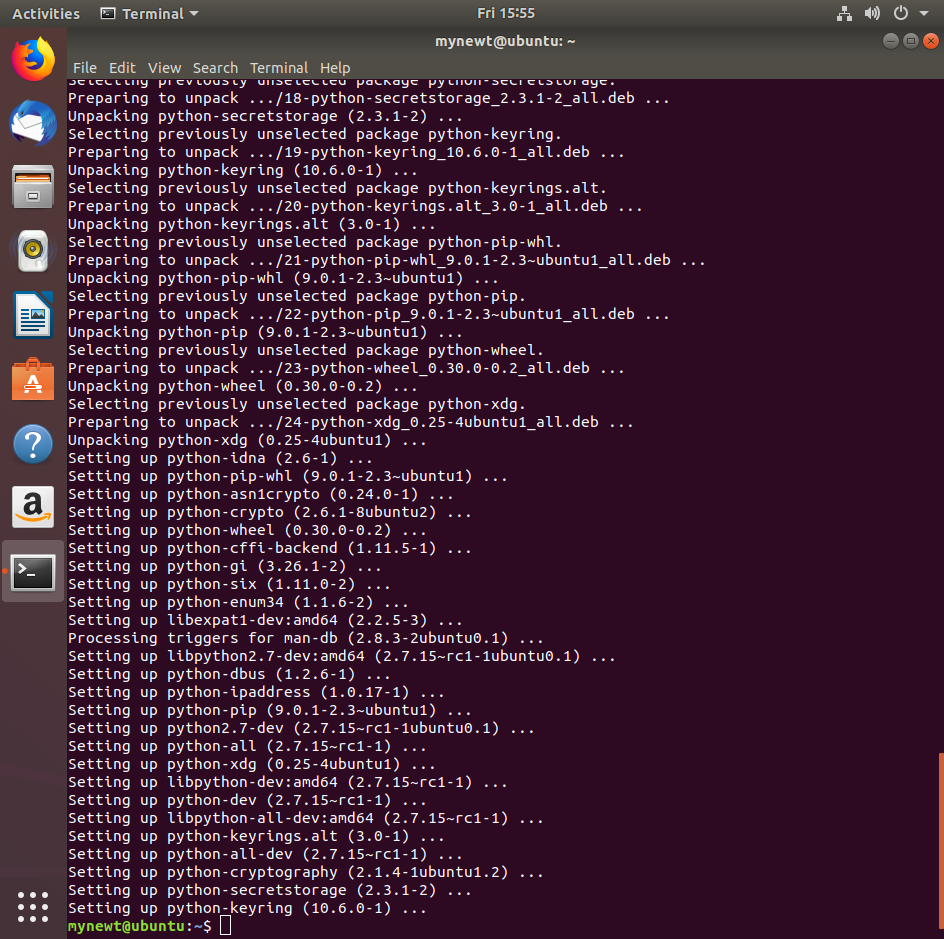 Activities Terminal Fri 15:55
mynewt@ubuntu: ~
File Edit View Search Terminal Help
Selecting previously unselected package python-secretstorage.
Preparing to unpack .../18-python-secretstorage_2.3.1-2_all.deb ...
Unpacking python-secretstorage (2.3.1-2) ...
Selecting previously unselected package python-keyring.
Preparing to unpack .../19-python-keyring_10.6.0-1_all.deb ...
Unpacking python-keyring (10.6.0-1) ...
Selecting previously unselected package python-keyrings.alt.
Preparing to unpack .../20-python-keyrings.alt_3.0-1_all.deb ...
Unpacking python-keyrings.alt (3.0-1) ...
Selecting previously unselected package python-pip-whl.
Preparing to unpack .../21-python-pip-whl_9.0.1-2.3~ubuntu1_all.deb ...
Unpacking python-pip-whl (9.0.1-2.3~ubuntu1) ...
Selecting previously unselected package python-pip.
Preparing to unpack .../22-python-pip_9.0.1-2.3~ubuntu1_all.deb ...
Unpacking python-pip (9.0.1-2.3~ubuntu1) ...
Selecting previously unselected package python-wheel.
Preparing to unpack .../23-python-wheel_0.30.0-0.2_all.deb ...
Unpacking python-wheel (0.30.0-0.2) ...
Selecting previously unselected package python-xdg.
Preparing to unpack .../24-python-xdg_0.25-4ubuntu1_all.deb ...
Unpacking python-xdg (0.25-4ubuntu1) ...
Setting up python-idna (2.6-1) ...
Setting up python-pip-whl (9.0.1-2.3~ubuntu1) ...
Setting up python-asn1crypto (0.24.0-1) ...
Setting up python-crypto (2.6.1-8ubuntu2) ...
Setting up python-wheel (0.30.0-0.2) ...
Setting up python-cffi-backend (1.11.5-1) ...
Setting up python-gi (3.26.1-2) ...
Setting up python-six (1.11.0-2) ...
Setting up python-enum34 (1.1.6-2) ...
Setting up libexpat1-dev:amd64 (2.2.5-3) ...
Processing triggers for man-db (2.8.3-2ubuntu0.1) ...
Setting up libpython2.7-dev:amd64 (2.7.15~rc1-1ubuntu0.1) ...
Setting up python-dbus (1.2.6-1) ...
Setting up python-ipaddress (1.0.17-1) ...
Setting up python-pip (9.0.1-2.3~ubuntu1) ...
Setting up python2.7-dev (2.7.15~rc1-1ubuntu0.1) ...
Setting up python-all (2.7.15~rc1-1) ...
Setting up python-xdg (0.25-4ubuntu1) ...
Setting up libpython-dev:amd64 (2.7.15~rc1-1) ...
Setting up python-dev (2.7.15~rc1-1) ...
Setting up libpython-all-dev:amd64 (2.7.15~rc1-1) ...
Setting up python-keyrings.alt (3.0-1) ...
Setting up python-all-dev (2.7.15~rc1-1) ...
Setting up python-cryptography (2.1.4-1ubuntu1.2) ...
Setting up python-secretstorage (2.3.1-2) ...
Setting up python-keyring (10.6.0-1) ...
mynewt@ubuntu:~$